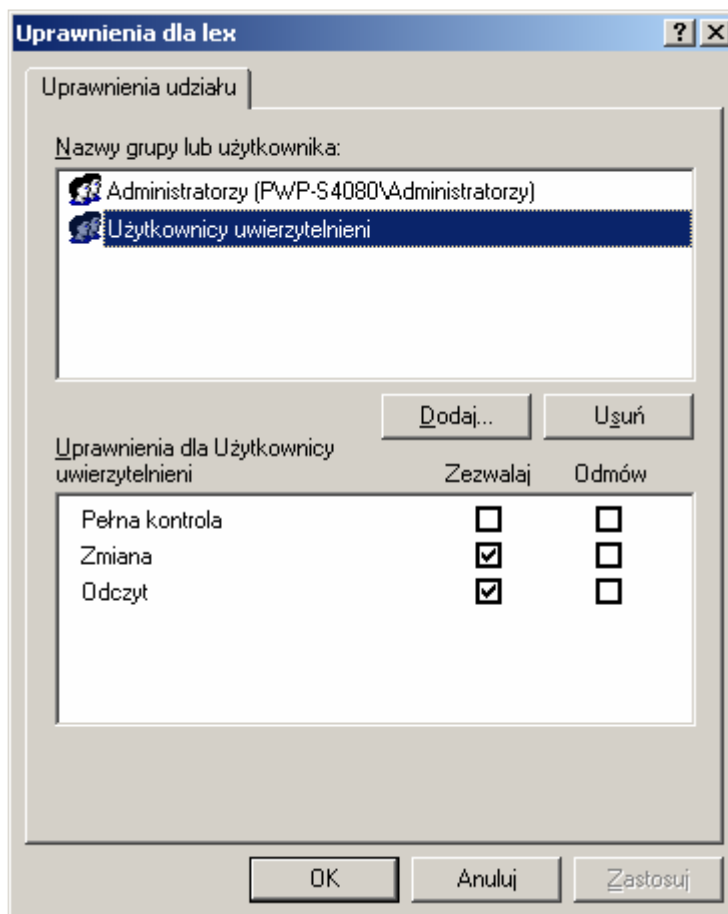 Uprawnienia dla lex
Uprawnienia udziału
Nazwy grupy lub użytkownika:
Administratorzy (PWP-S4080\Administratorzy)
Użytkownicy uwierzytelnieni
Dodaj... Usuń
Uprawnienia dla Użytkownicy
uwierzytelnieni Zezwalaj Odmów
Pełna kontrola
Zmiana
Odczyt
OK Anuluj Zastosuj